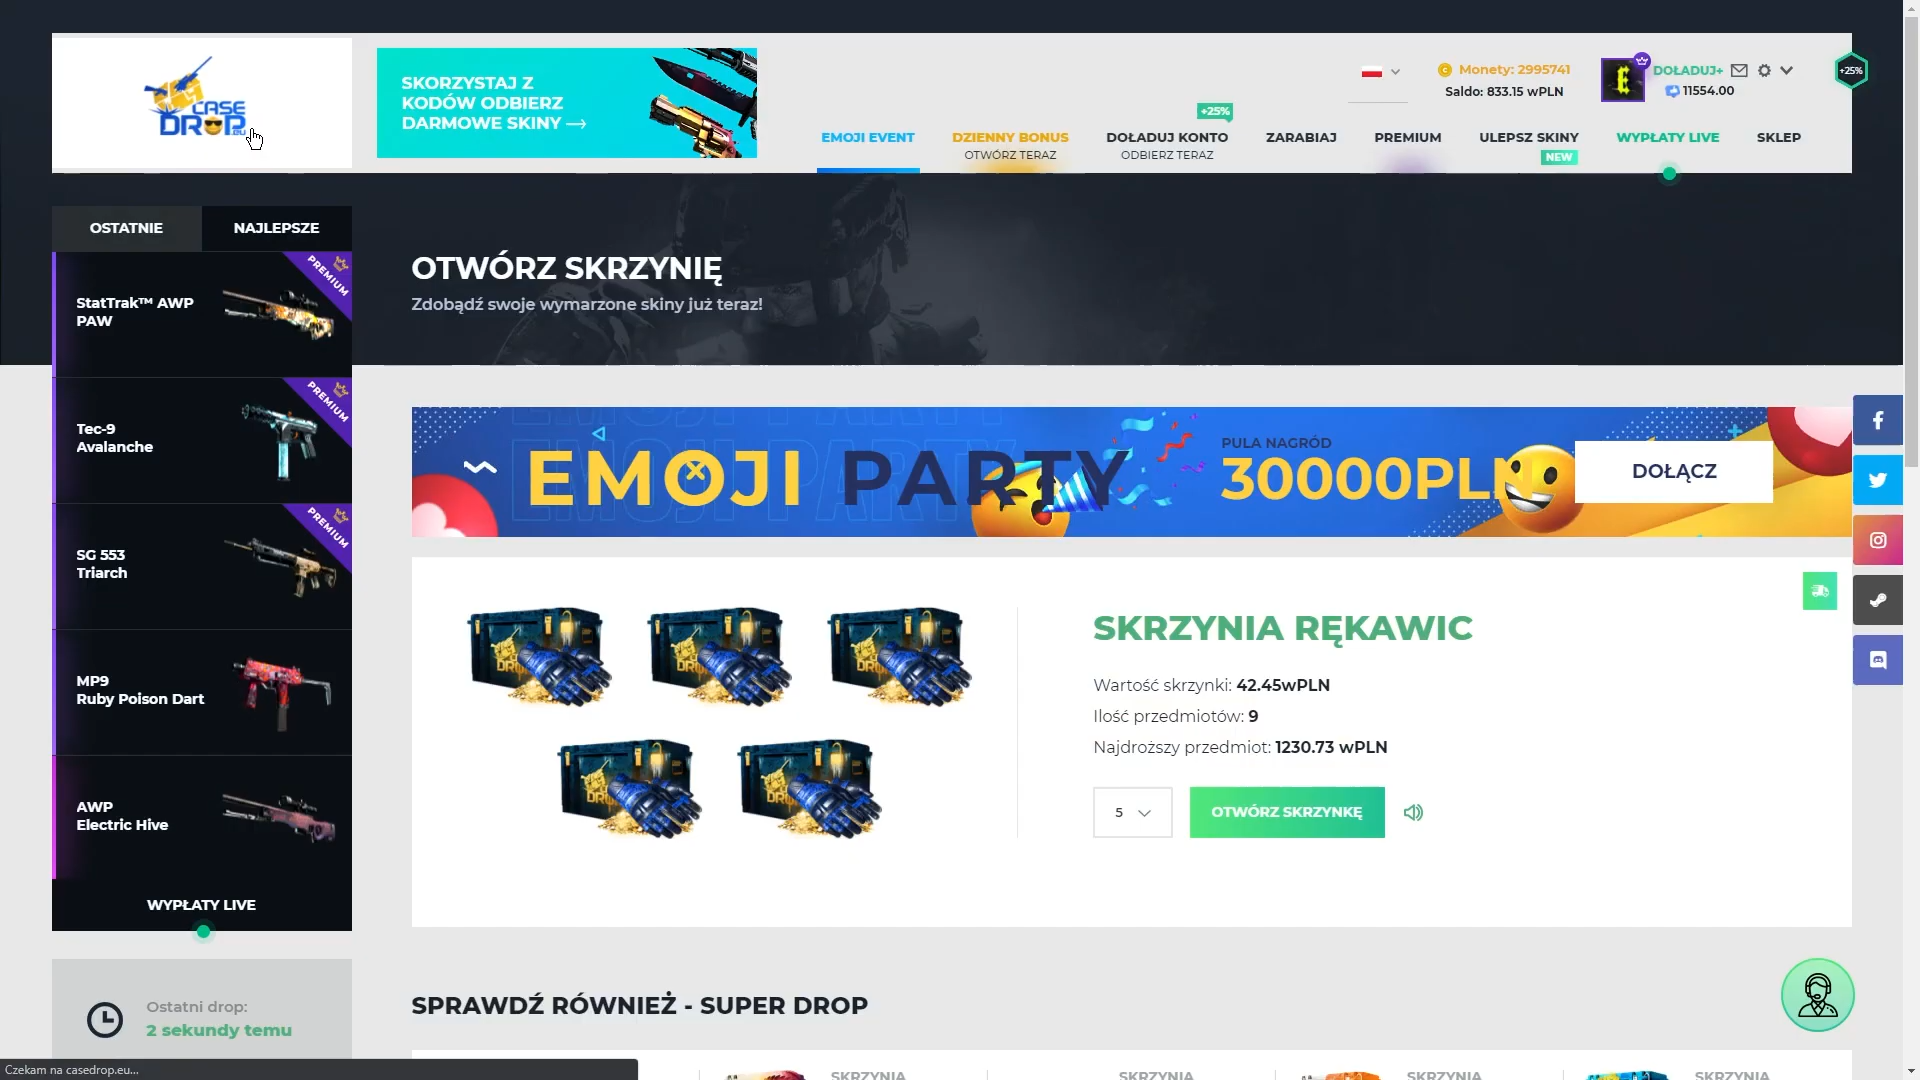 CASE
DROP
.EU
SKORZYSTAJ Z
KODÓW ODBIERZ
DARMOWE SKINY
Monety: 2995741
Saldo: 833.15 wPLN
DOŁADUJ+
11554.00
+25%
+25%
EMOJI EVENT
DZIENNY BONUS
OTWÓRZ TERAZ
DOŁADUJ KONTO
ODBIERZ TERAZ
ZARABIAJ
PREMIUM
ULEPSZ SKINY
NEW
WYPŁATY LIVE
SKLEP
OSTATNIE
NAJLEPSZE
OTWÓRZ SKRZYNIĘ
Zdobądź swoje wymarzone skiny już teraz!
StatTrak™ AWP
PAW
PREMIUM
Tec-9
Avalanche
PREMIUM
SG 553
Triarch
PREMIUM
MP9
Ruby Poison Dart
AWP
Electric Hive
WYPŁATY LIVE
Ostatni drop:
2 sekundy temu
EMOJI PARTY
PULA NAGRÓD
30000PLN
DOŁĄCZ
SKRZYNIA RĘKAWIC
Wartość skrzynki: 42.45wPLN
Ilość przedmiotów: 9
Najdroższy przedmiot: 1230.73 wPLN
5
OTWÓRZ SKRZYNKĘ
SPRAWDŹ RÓWNIEŻ - SUPER DROP
SKRZYNIA
SKRZYNIA
SKRZYNIA
SKRZYNIA
Czekam na casedrop.eu...